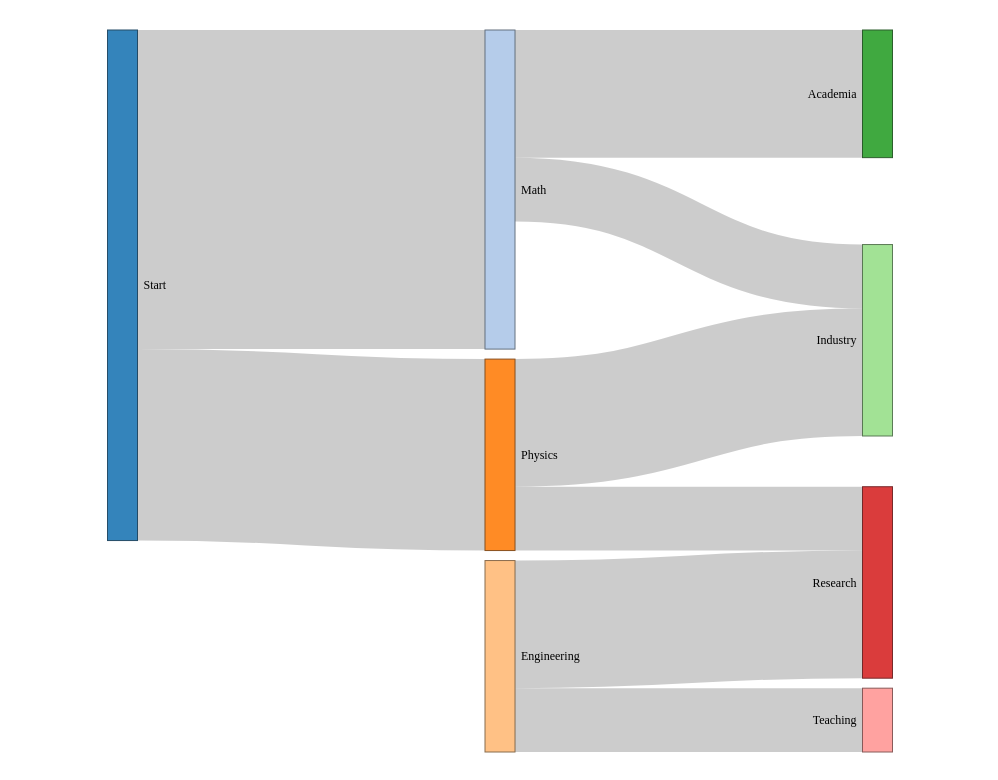 Start
Math
Physics
Engineering
Academia
Industry
Research
Teaching